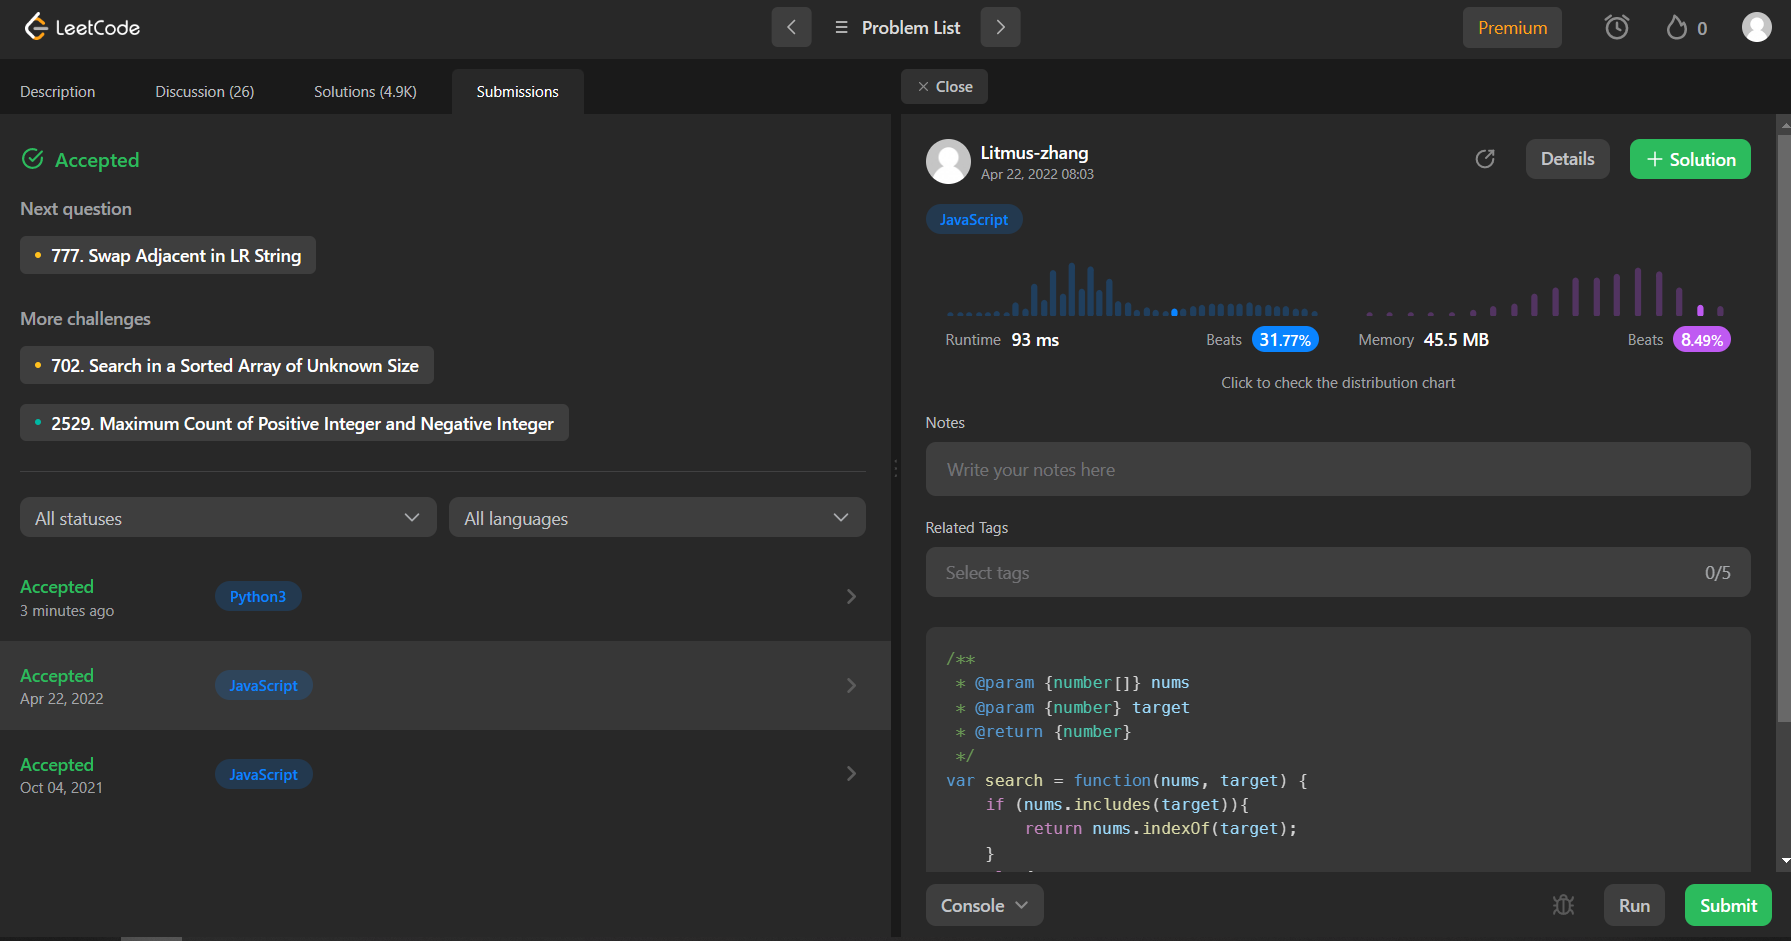 LeetCode
Problem List
Premium
0
Description
Discussion (26)
Solutions (4.9K)
Submissions
Close
Accepted
Next question
777. Swap Adjacent in LR String
More challenges
702. Search in a Sorted Array of Unknown Size
2529. Maximum Count of Positive Integer and Negative Integer
All statuses
All languages
Accepted
3 minutes ago
Python3
Accepted
Apr 22, 2022
JavaScript
Accepted
Oct 04, 2021
JavaScript
Litmus-zhang
Apr 22, 2022 08:03
Details
+ Solution
JavaScript
Runtime 93 ms
Beats 31.77%
Memory 45.5 MB
Beats 8.49%
Click to check the distribution chart
Notes
Write your notes here
Related Tags
Select tags
0/5
/**
 * @param {number[]} nums
 * @param {number} target
 * @return {number}
 */
var search = function(nums, target) {
    if (nums.includes(target)){
        return nums.indexOf(target);
    }
Console
Run
Submit